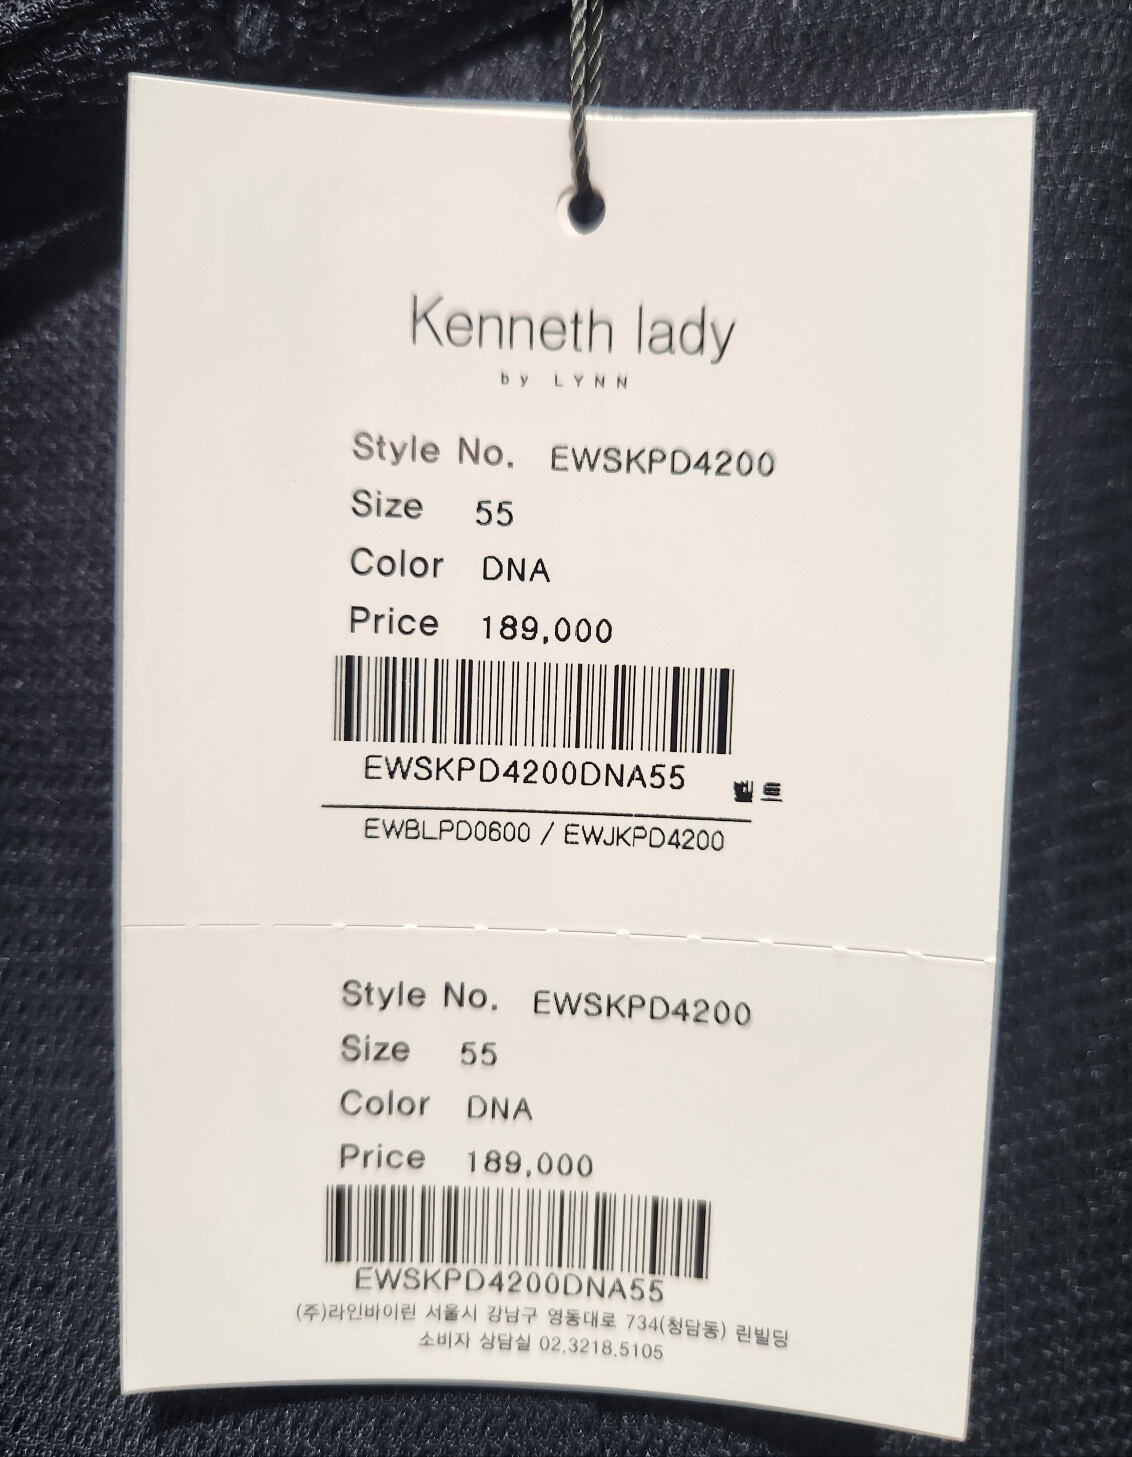 Kenneth lady
by LYNN
Style No. EWSKPD4200
Size 55
Color DNA
Price 189,000
EWSKPD4200DNA55 벨트
EWBLPD0600 / EWJKPD4200
Style No. EWSKPD4200
Size 55
Color DNA
Price 189,000
EWSKPD4200DNA55
(주)라인바이린 서울시 강남구 영동대로 734(청담동) 린빌딩
소비자 상담실 02.3218.5105